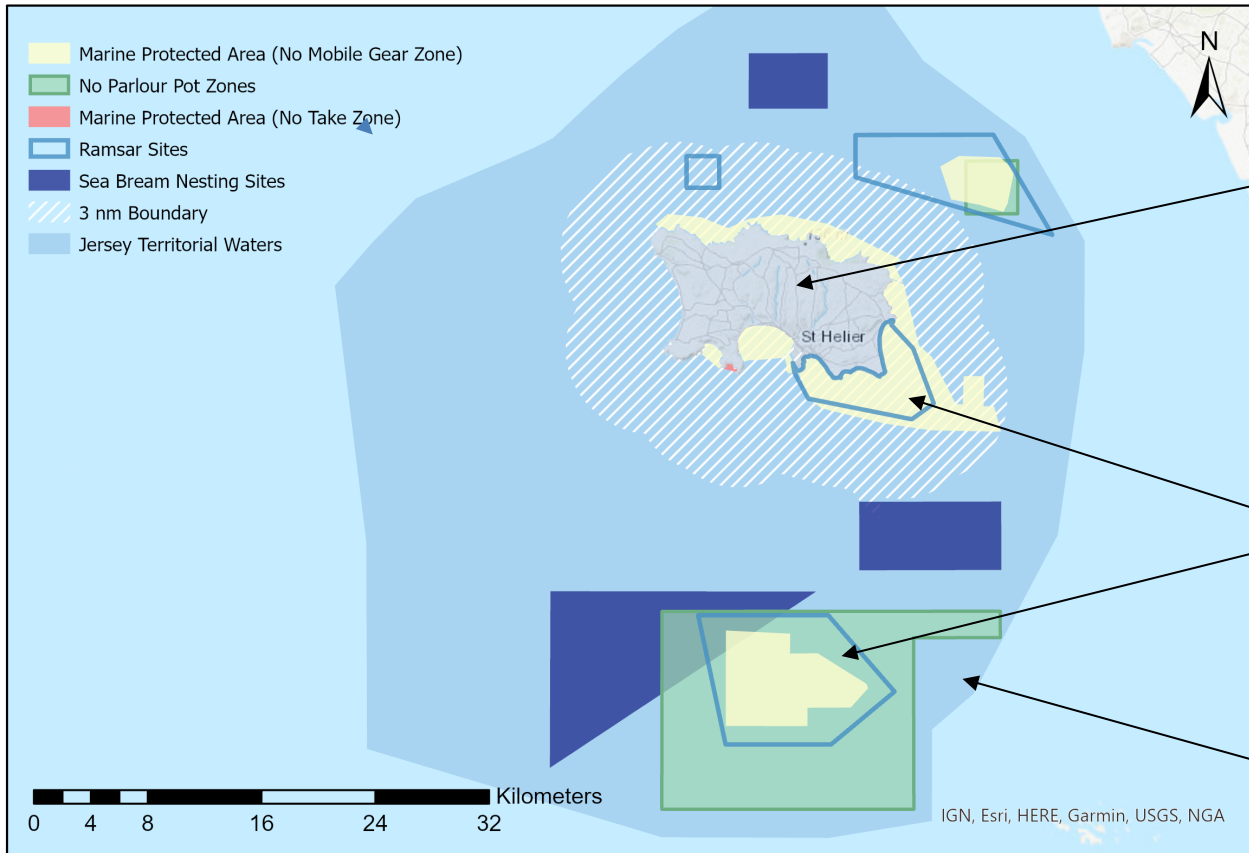 Marine Protected Area (No Mobile Gear Zone)
No Parlour Pot Zones
Marine Protected Area (No Take Zone)
Ramsar Sites
Sea Bream Nesting Sites
3 nm Boundary
Jersey Territorial Waters
N
St Helier
Kilometers
0 4 8 16 24 32
IGN, Esri, HERE, Garmin, USGS, NGA